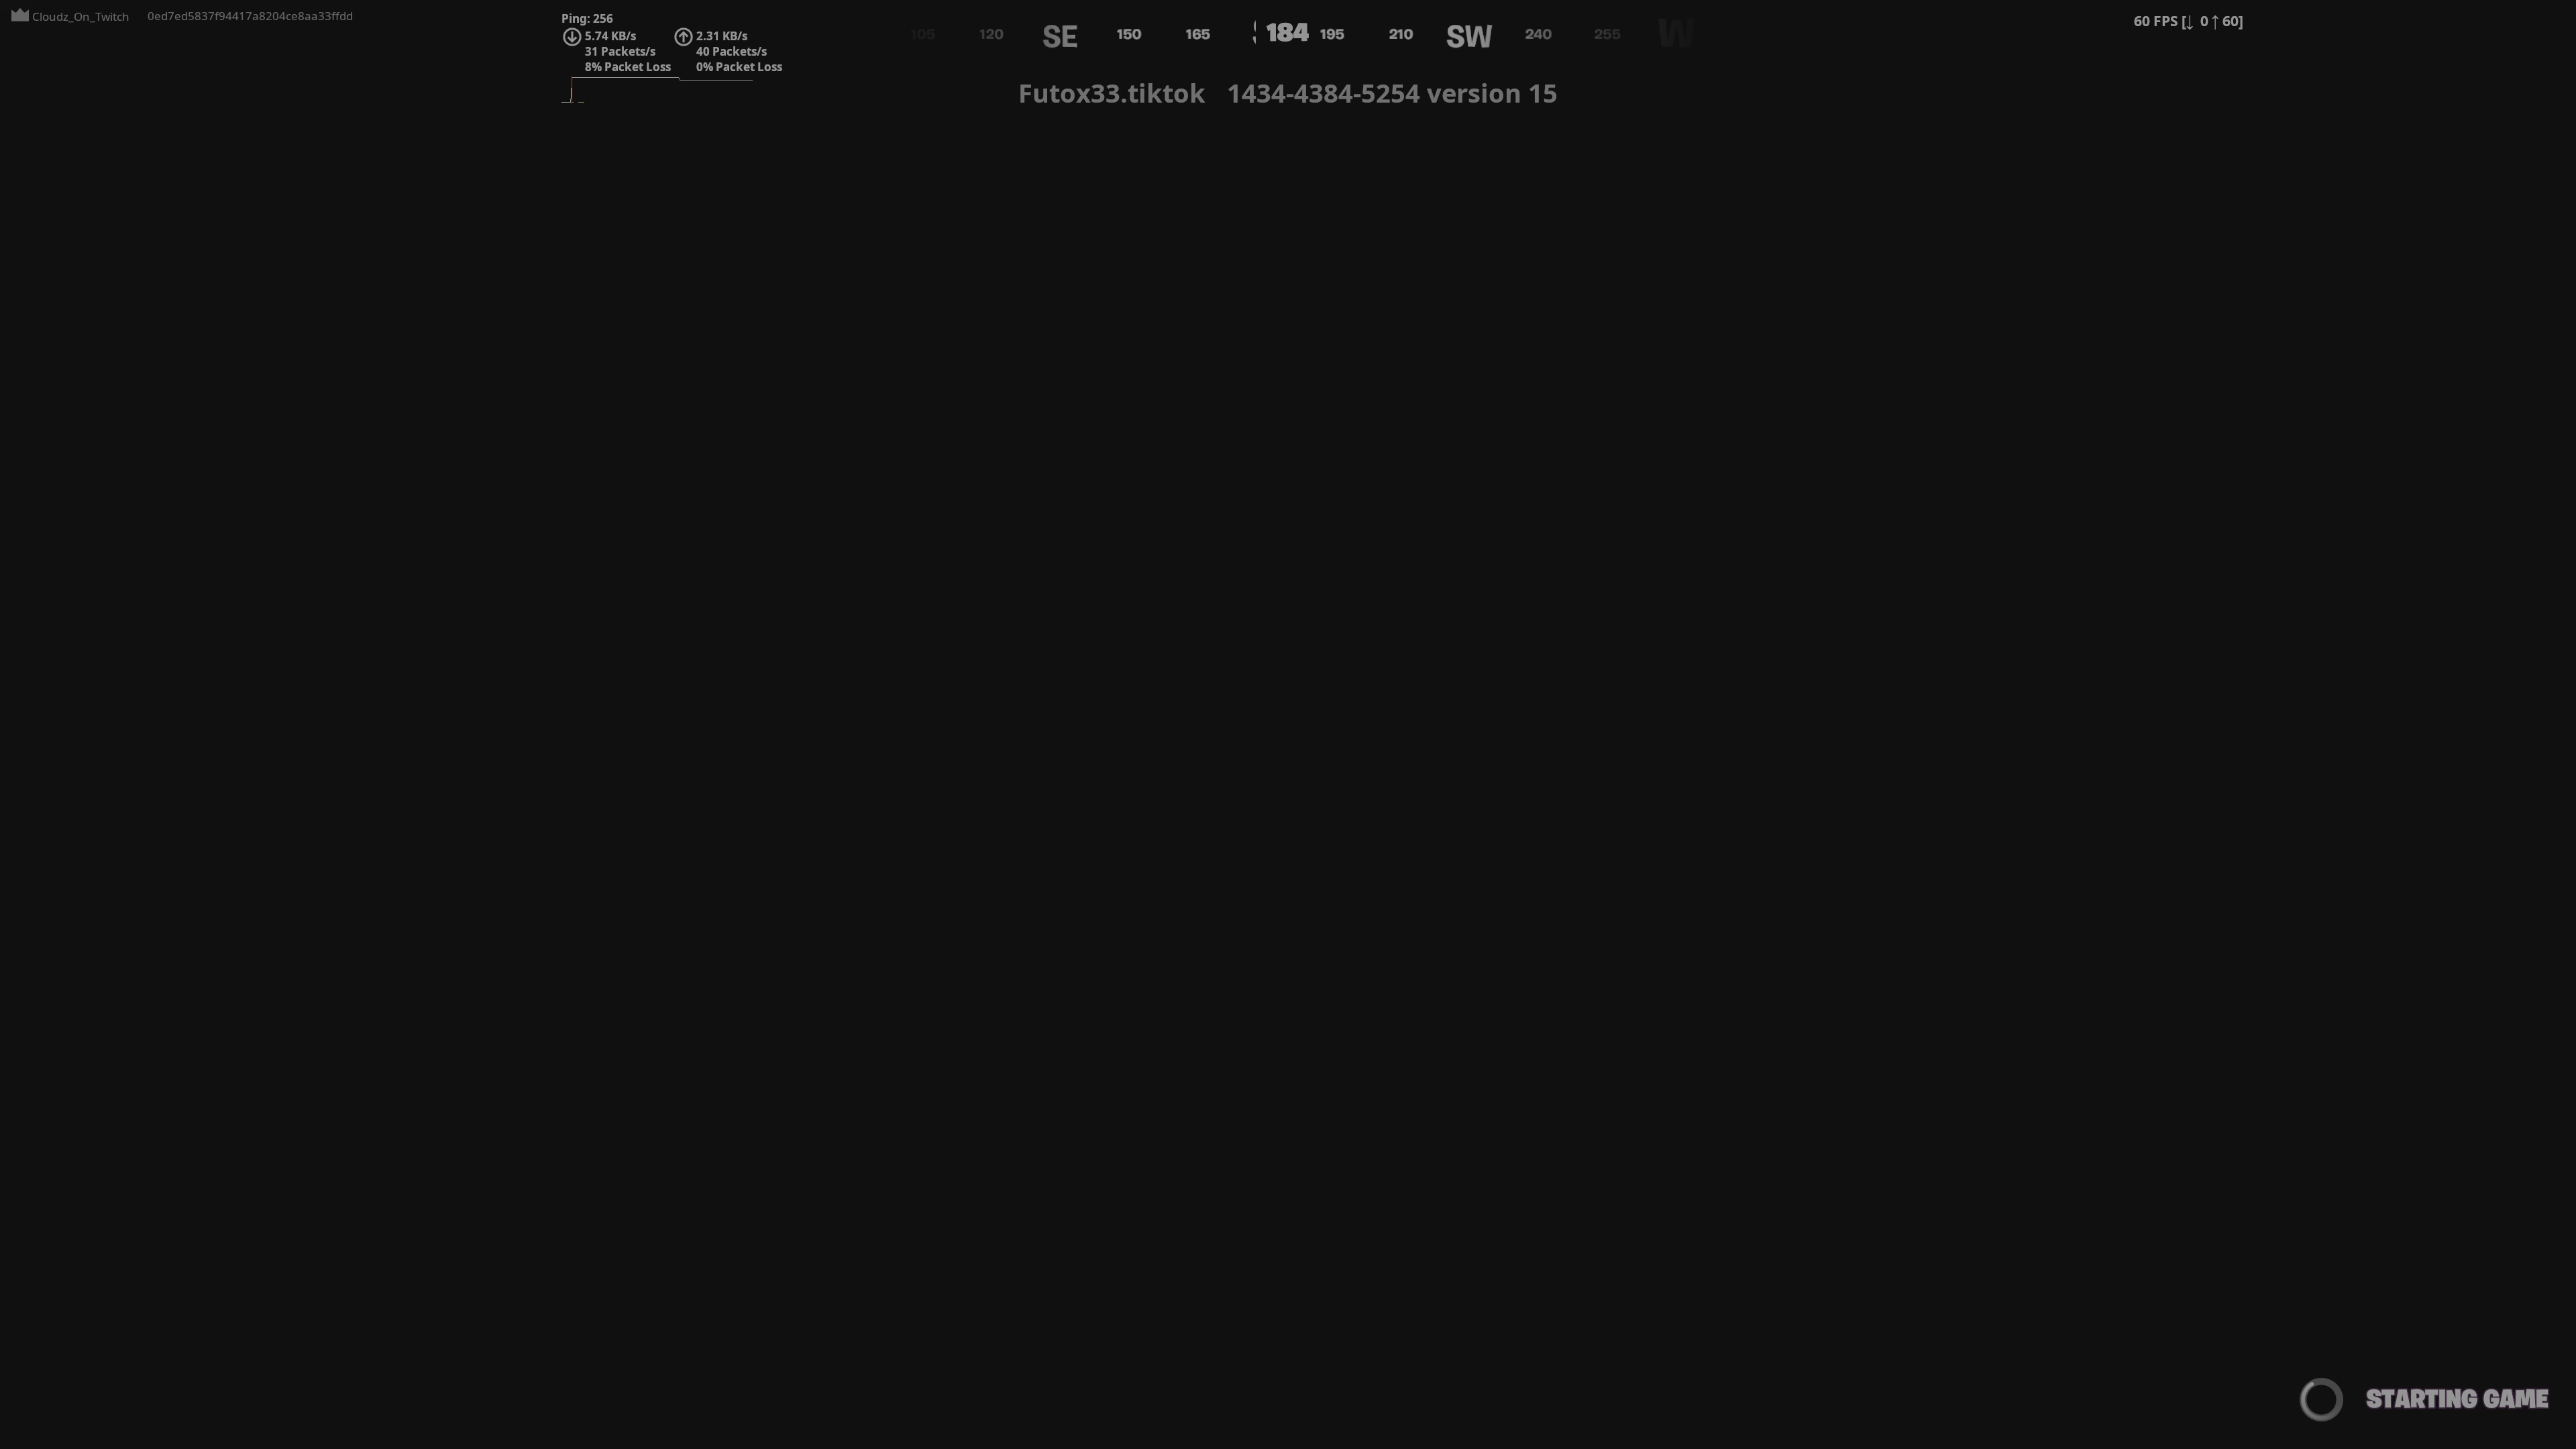 Cloudz_On_Twitch 0ed7ed5837f94417a8204ce8aa33ffdd
Ping: 256
5.74 KB/s 2.31 KB/s
31 Packets/s 40 Packets/s
8% Packet Loss 0% Packet Loss
105 120 SE 150 165 184 195 210 SW 240 255 W
60 FPS [↓ 0 ↑ 60]
Futox33.tiktok 1434-4384-5254 version 15
STARTING GAME